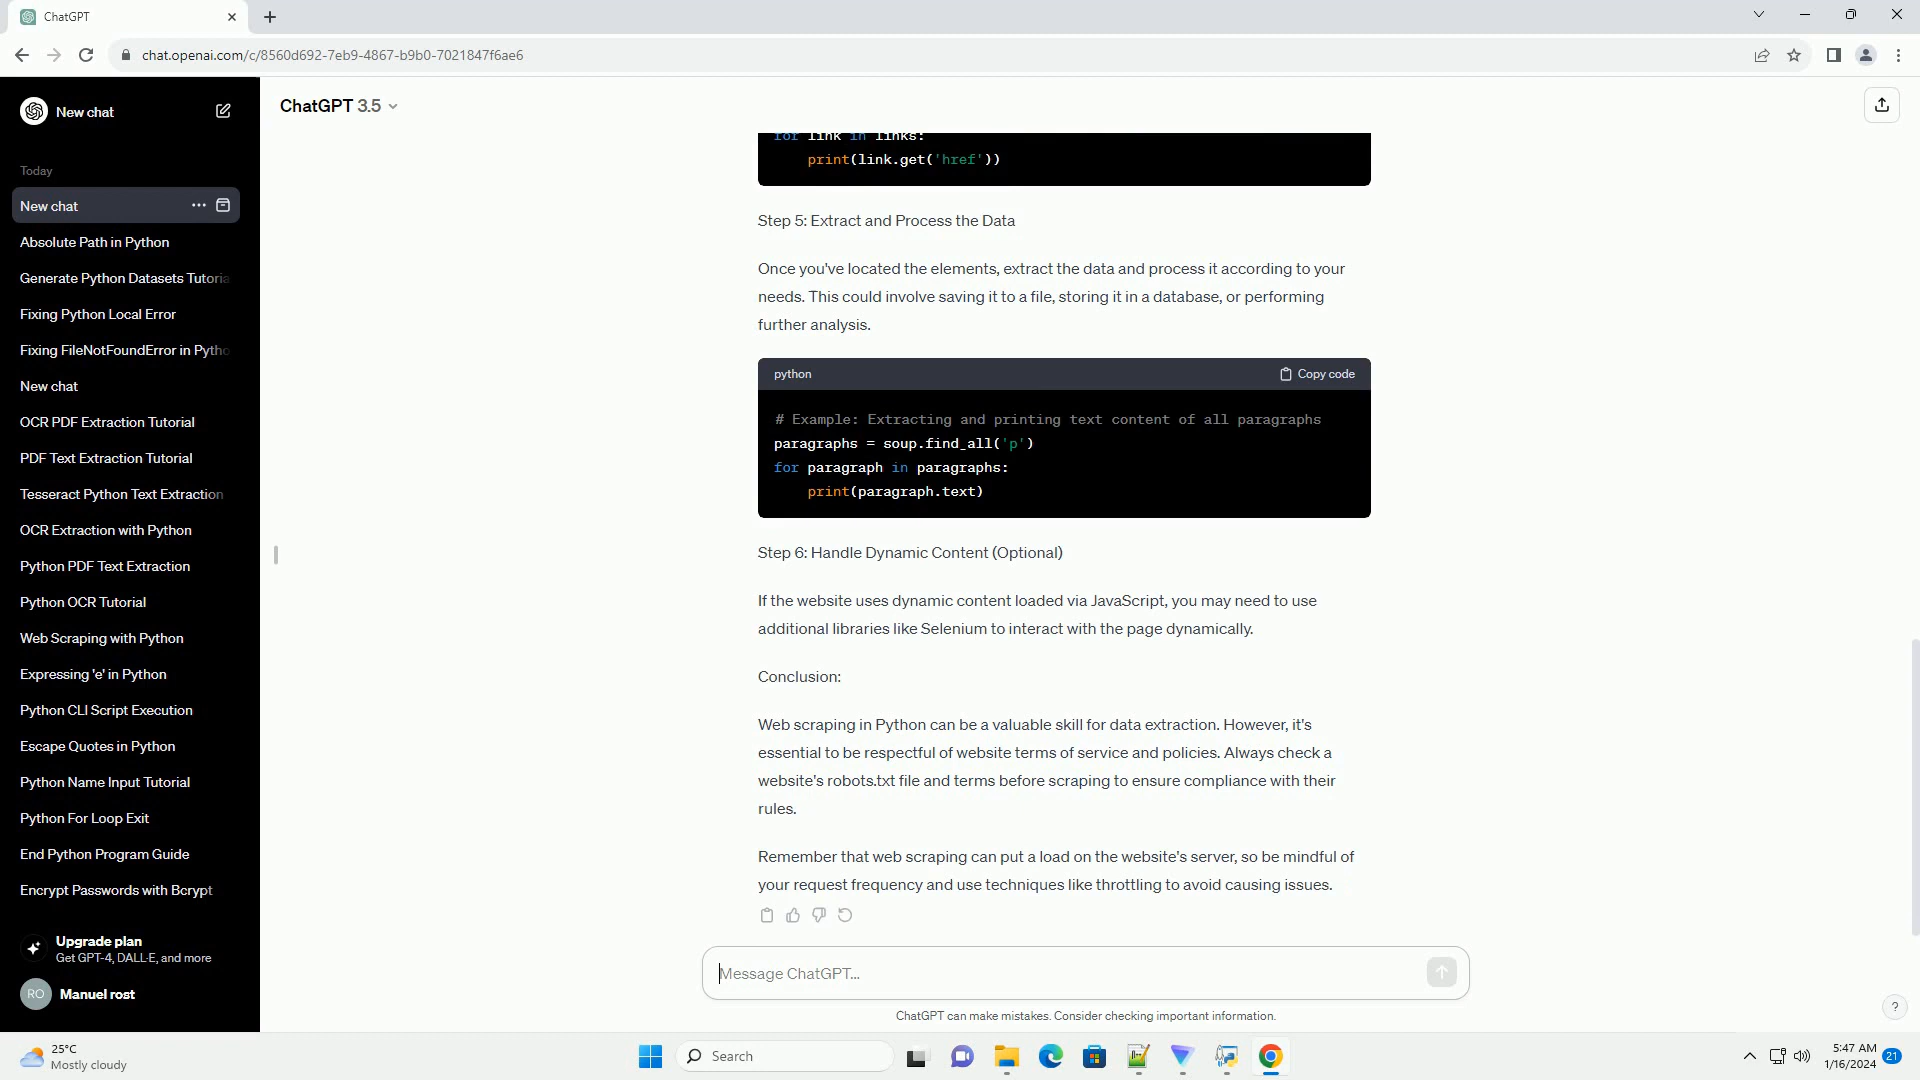 ChatGPT
chat.openai.com/c/8560d692-7eb9-4867-b9b0-7021847f6ae6
New chat
Today
New chat
Absolute Path in Python
Generate Python Datasets Tutoria
Fixing Python Local Error
Fixing FileNotFoundError in Pytho
New chat
OCR PDF Extraction Tutorial
PDF Text Extraction Tutorial
Tesseract Python Text Extraction
OCR Extraction with Python
Python PDF Text Extraction
Python OCR Tutorial
Web Scraping with Python
Expressing 'e' in Python
Python CLI Script Execution
Escape Quotes in Python
Python Name Input Tutorial
Python For Loop Exit
End Python Program Guide
Encrypt Passwords with Bcrypt
Upgrade plan
Get GPT-4, DALL·E, and more
RO Manuel rost
ChatGPT 3.5
for link in links:
print(link.get('href'))
Step 5: Extract and Process the Data
Once you've located the elements, extract the data and process it according to your
needs. This could involve saving it to a file, storing it in a database, or performing
further analysis.
python Copy code
# Example: Extracting and printing text content of all paragraphs
paragraphs = soup.find_all('p')
for paragraph in paragraphs:
print(paragraph.text)
Step 6: Handle Dynamic Content (Optional)
If the website uses dynamic content loaded via JavaScript, you may need to use
additional libraries like Selenium to interact with the page dynamically.
Conclusion:
Web scraping in Python can be a valuable skill for data extraction. However, it's
essential to be respectful of website terms of service and policies. Always check a
website's robots.txt file and terms before scraping to ensure compliance with their
rules.
Remember that web scraping can put a load on the website's server, so be mindful of
your request frequency and use techniques like throttling to avoid causing issues.
Message ChatGPT...
ChatGPT can make mistakes. Consider checking important information.
?
25°C
Mostly cloudy
Search
5:47 AM
1/16/2024
21